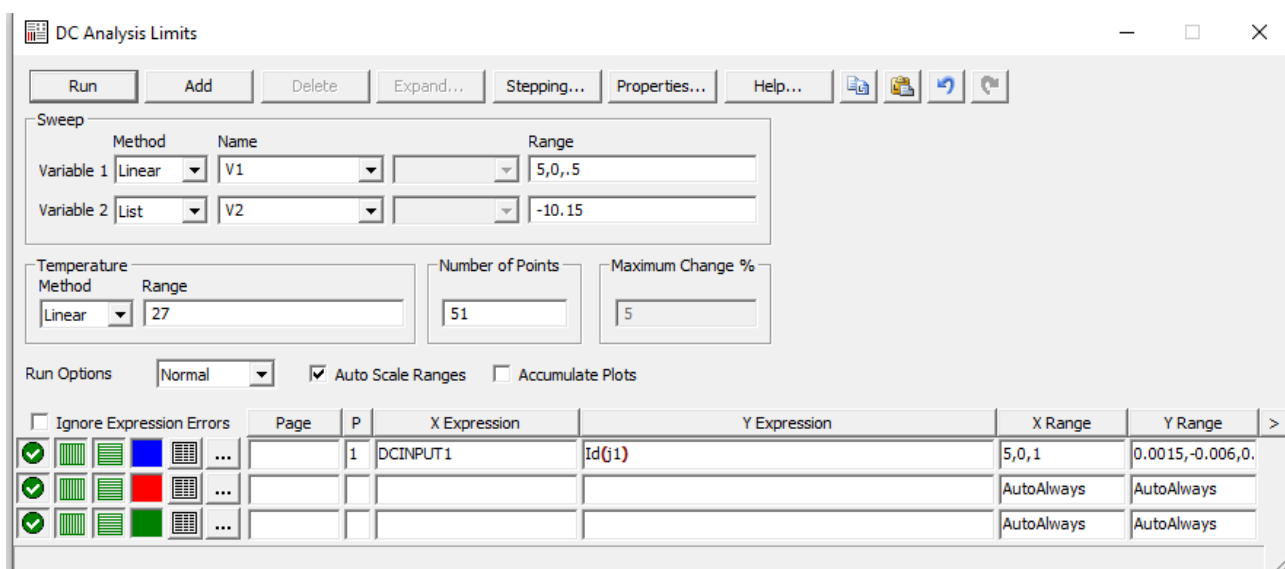 DC Analysis Limits
Run Add Delete Expand... Stepping... Properties... Help...
Sweep
Method Name Range
Variable 1 Linear V1 5,0,.5
Variable 2 List V2 -10.15
Temperature Number of Points Maximum Change %
Method Range
Linear 27 51 5
Run Options Normal Auto Scale Ranges Accumulate Plots
Ignore Expression Errors Page P X Expression Y Expression X Range Y Range >
... 1 DCINPUT1 Id(j1) 5,0,1 0.0015,-0.006,0.
... AutoAlways AutoAlways
... AutoAlways AutoAlways